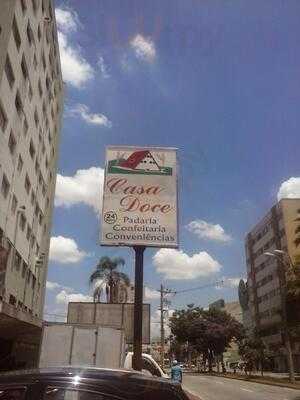 Casa
Doce
24
Padaria
Confeitaria
Conveniências